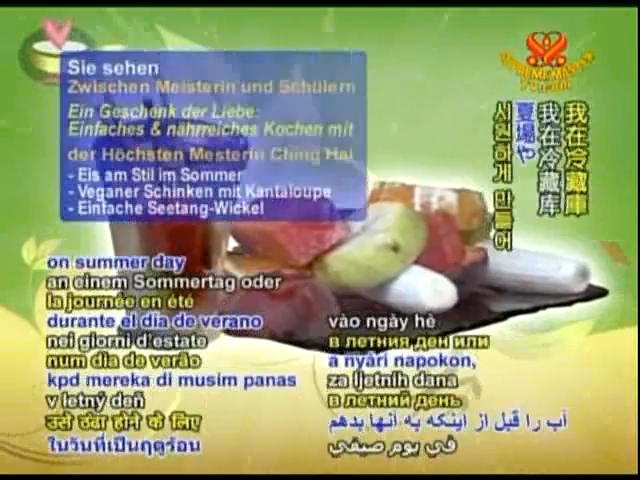 Sie sehen
Zwischen Meisterin und Schülern
Ein Geschenk der Liebe:
Einfaches & nahrreiches Kochen mit
der Höchsten Mesterin Ching Hai
- Eis am Stil im Sommer
- Veganer Schinken mit Kantaloupe
- Einfache Seetang-Wickel
SUPREME MASTER
TELEVISION
我在冷藏庫
我在冷藏库
夏場や
시원하게 만들어
on summer day
an einem Sommertag oder
la journée en été
durante el día de verano
nei giorni d'estate
num dia de verão
kpd mereka di musim panas
v letný deň
उसे ठंढा होने के लिए
ในวันที่เป็นฤดูร้อน
vào ngày hè
в летния ден или
a nyári napokon,
za ljetnih dana
в летний день
آب را قبل از اینکه به آنها بدهم
في يوم صيفي